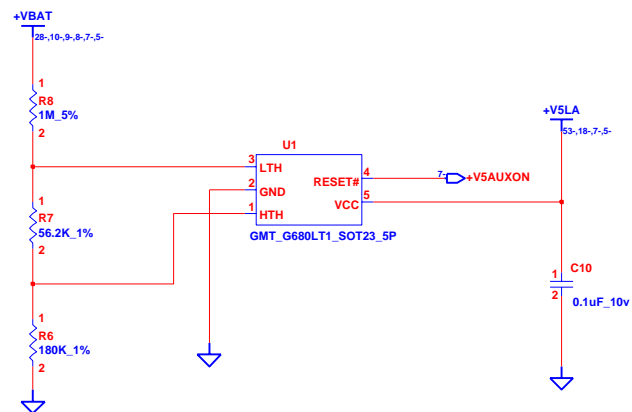 +VBAT
28-,10-,9-,8-,7-,5-
1
R8
1M_5%
2
+V5LA
53-,18-,7-,5-
U1
3
LTH
4
RESET#
7-
+V5AUXON
2
GND
5
VCC
1
HTH
GMT_G680LT1_SOT23_5P
1
R7
56.2K_1%
2
C10
1
2
0.1uF_10v
1
R6
180K_1%
2